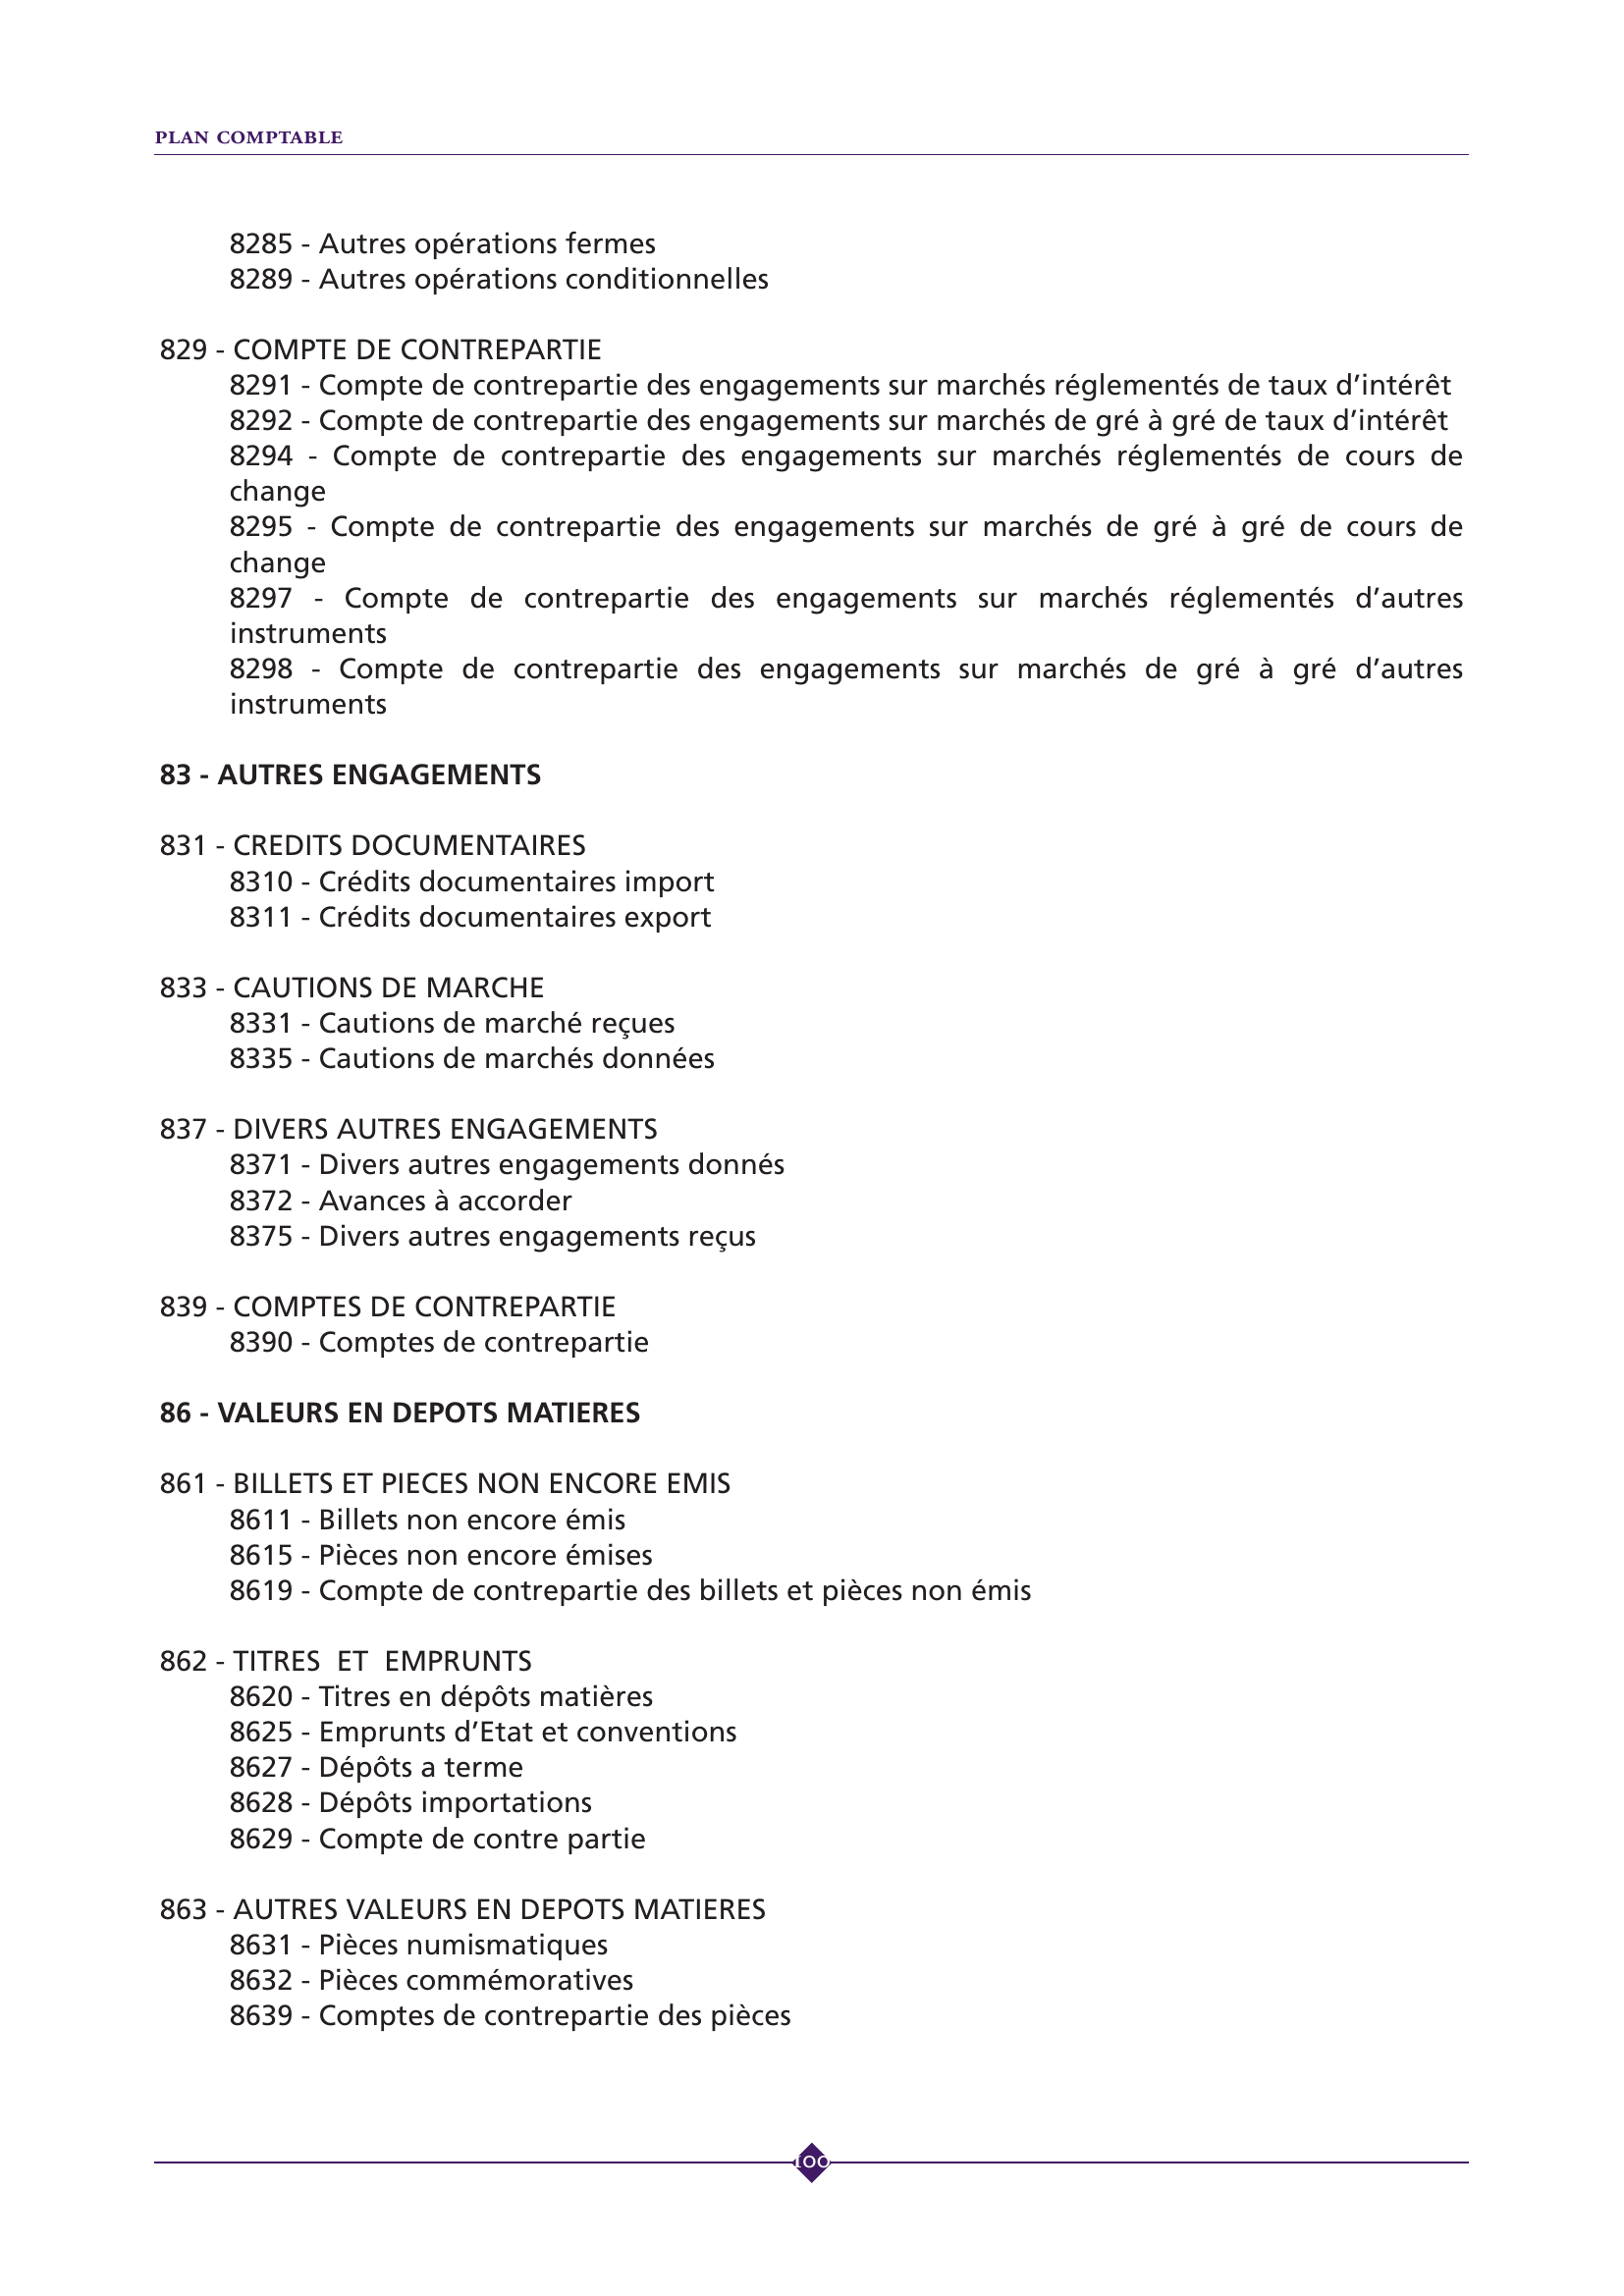 PLAN COMPTABLE
8285 - Autres opérations fermes
8289 - Autres opérations conditionnelles
829 - COMPTE DE CONTREPARTIE
8291 - Compte de contrepartie des engagements sur marchés réglementés de taux d’intérêt
8292 - Compte de contrepartie des engagements sur marchés de gré à gré de taux d’intérêt
8294 - Compte de contrepartie des engagements sur marchés réglementés de cours de
change
8295 - Compte de contrepartie des engagements sur marchés de gré à gré de cours de
change
8297 - Compte de contrepartie des engagements sur marchés réglementés d’autres
instruments
8298 - Compte de contrepartie des engagements sur marchés de gré à gré d’autres
instruments
83 - AUTRES ENGAGEMENTS
831 - CREDITS DOCUMENTAIRES
8310 - Crédits documentaires import
8311 - Crédits documentaires export
833 - CAUTIONS DE MARCHE
8331 - Cautions de marché reçues
8335 - Cautions de marchés données
837 - DIVERS AUTRES ENGAGEMENTS
8371 - Divers autres engagements donnés
8372 - Avances à accorder
8375 - Divers autres engagements reçus
839 - COMPTES DE CONTREPARTIE
8390 - Comptes de contrepartie
86 - VALEURS EN DEPOTS MATIERES
861 - BILLETS ET PIECES NON ENCORE EMIS
8611 - Billets non encore émis
8615 - Pièces non encore émises
8619 - Compte de contrepartie des billets et pièces non émis
862 - TITRES ET EMPRUNTS
8620 - Titres en dépôts matières
8625 - Emprunts d’Etat et conventions
8627 - Dépôts a terme
8628 - Dépôts importations
8629 - Compte de contre partie
863 - AUTRES VALEURS EN DEPOTS MATIERES
8631 - Pièces numismatiques
8632 - Pièces commémoratives
8639 - Comptes de contrepartie des pièces
100